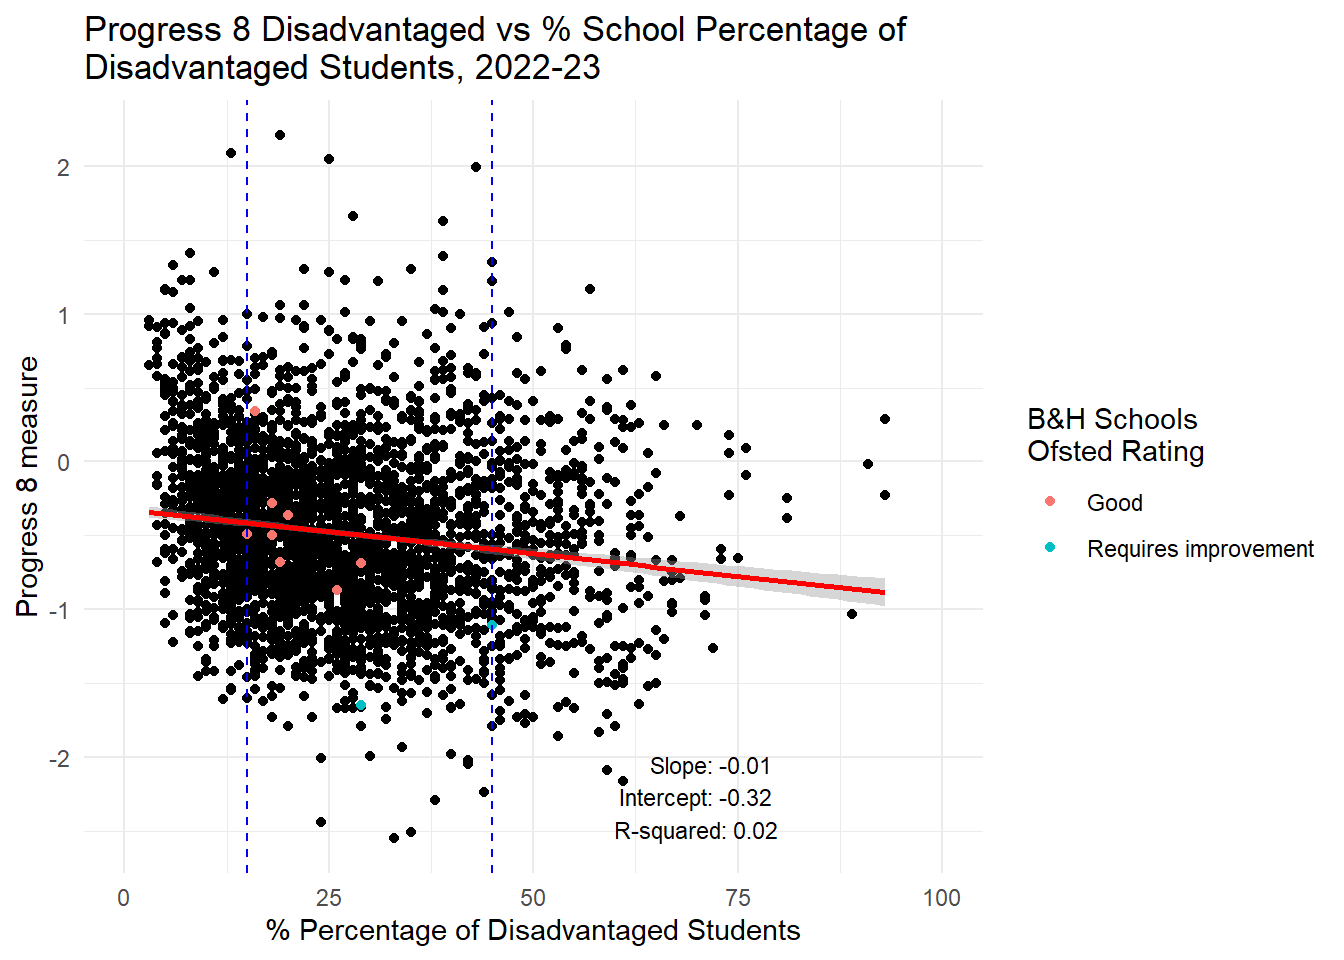 Progress 8 Disadvantaged vs % School Percentage of
Disadvantaged Students, 2022-23
Progress 8 measure
2
1
0
-1
-2
Slope: -0.01
Intercept: -0.32
R-squared: 0.02
0 25 50 75 100
% Percentage of Disadvantaged Students
B&H Schools
Ofsted Rating
Good
Requires improvement